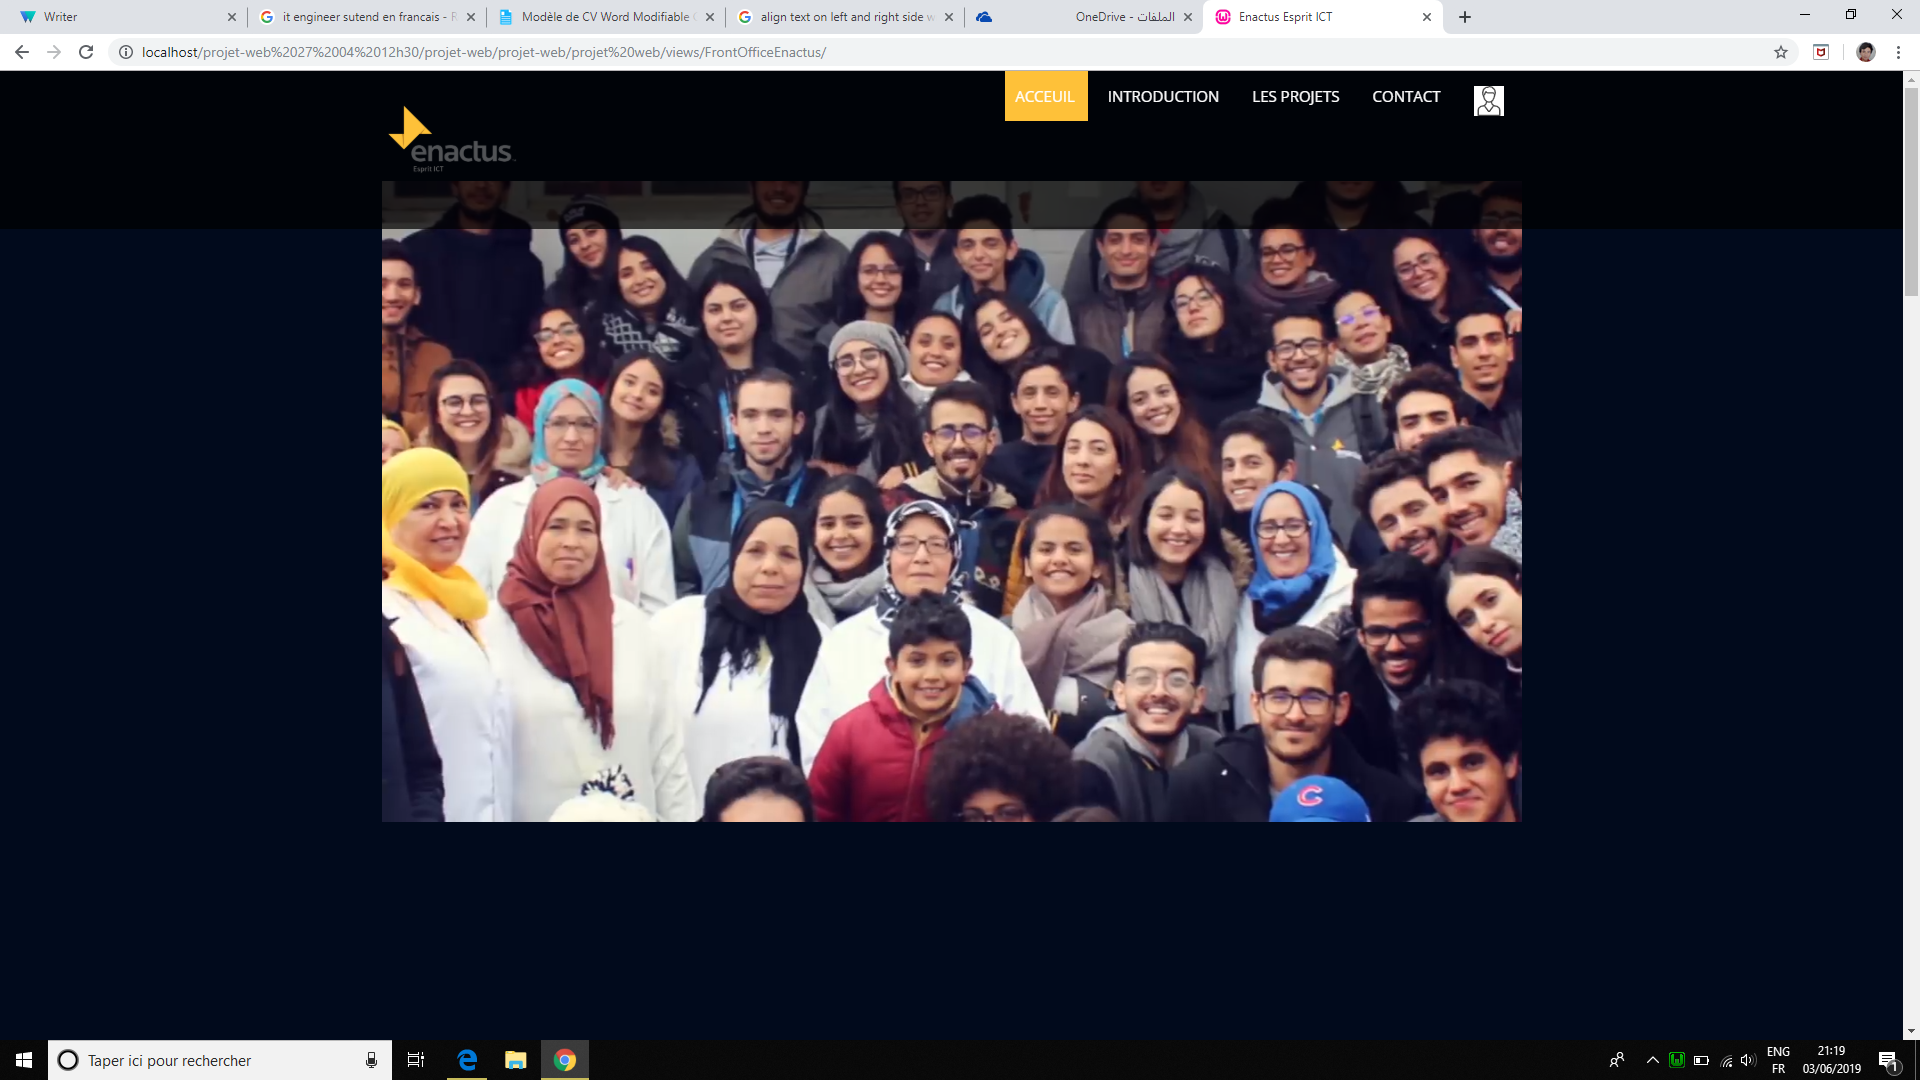 Writer
it engineer sutend en francais - R
Modèle de CV Word Modifiable
align text on left and right side w
الملفات - OneDrive
Enactus Esprit ICT
localhost/projet-web%2027%2004%2012h30/projet-web/projet-web/projet%20web/views/FrontOfficeEnactus/
ACCEUIL INTRODUCTION LES PROJETS CONTACT
enactus
Esprit ICT
C
Taper ici pour rechercher
ENG
FR
21:19
03/06/2019
1